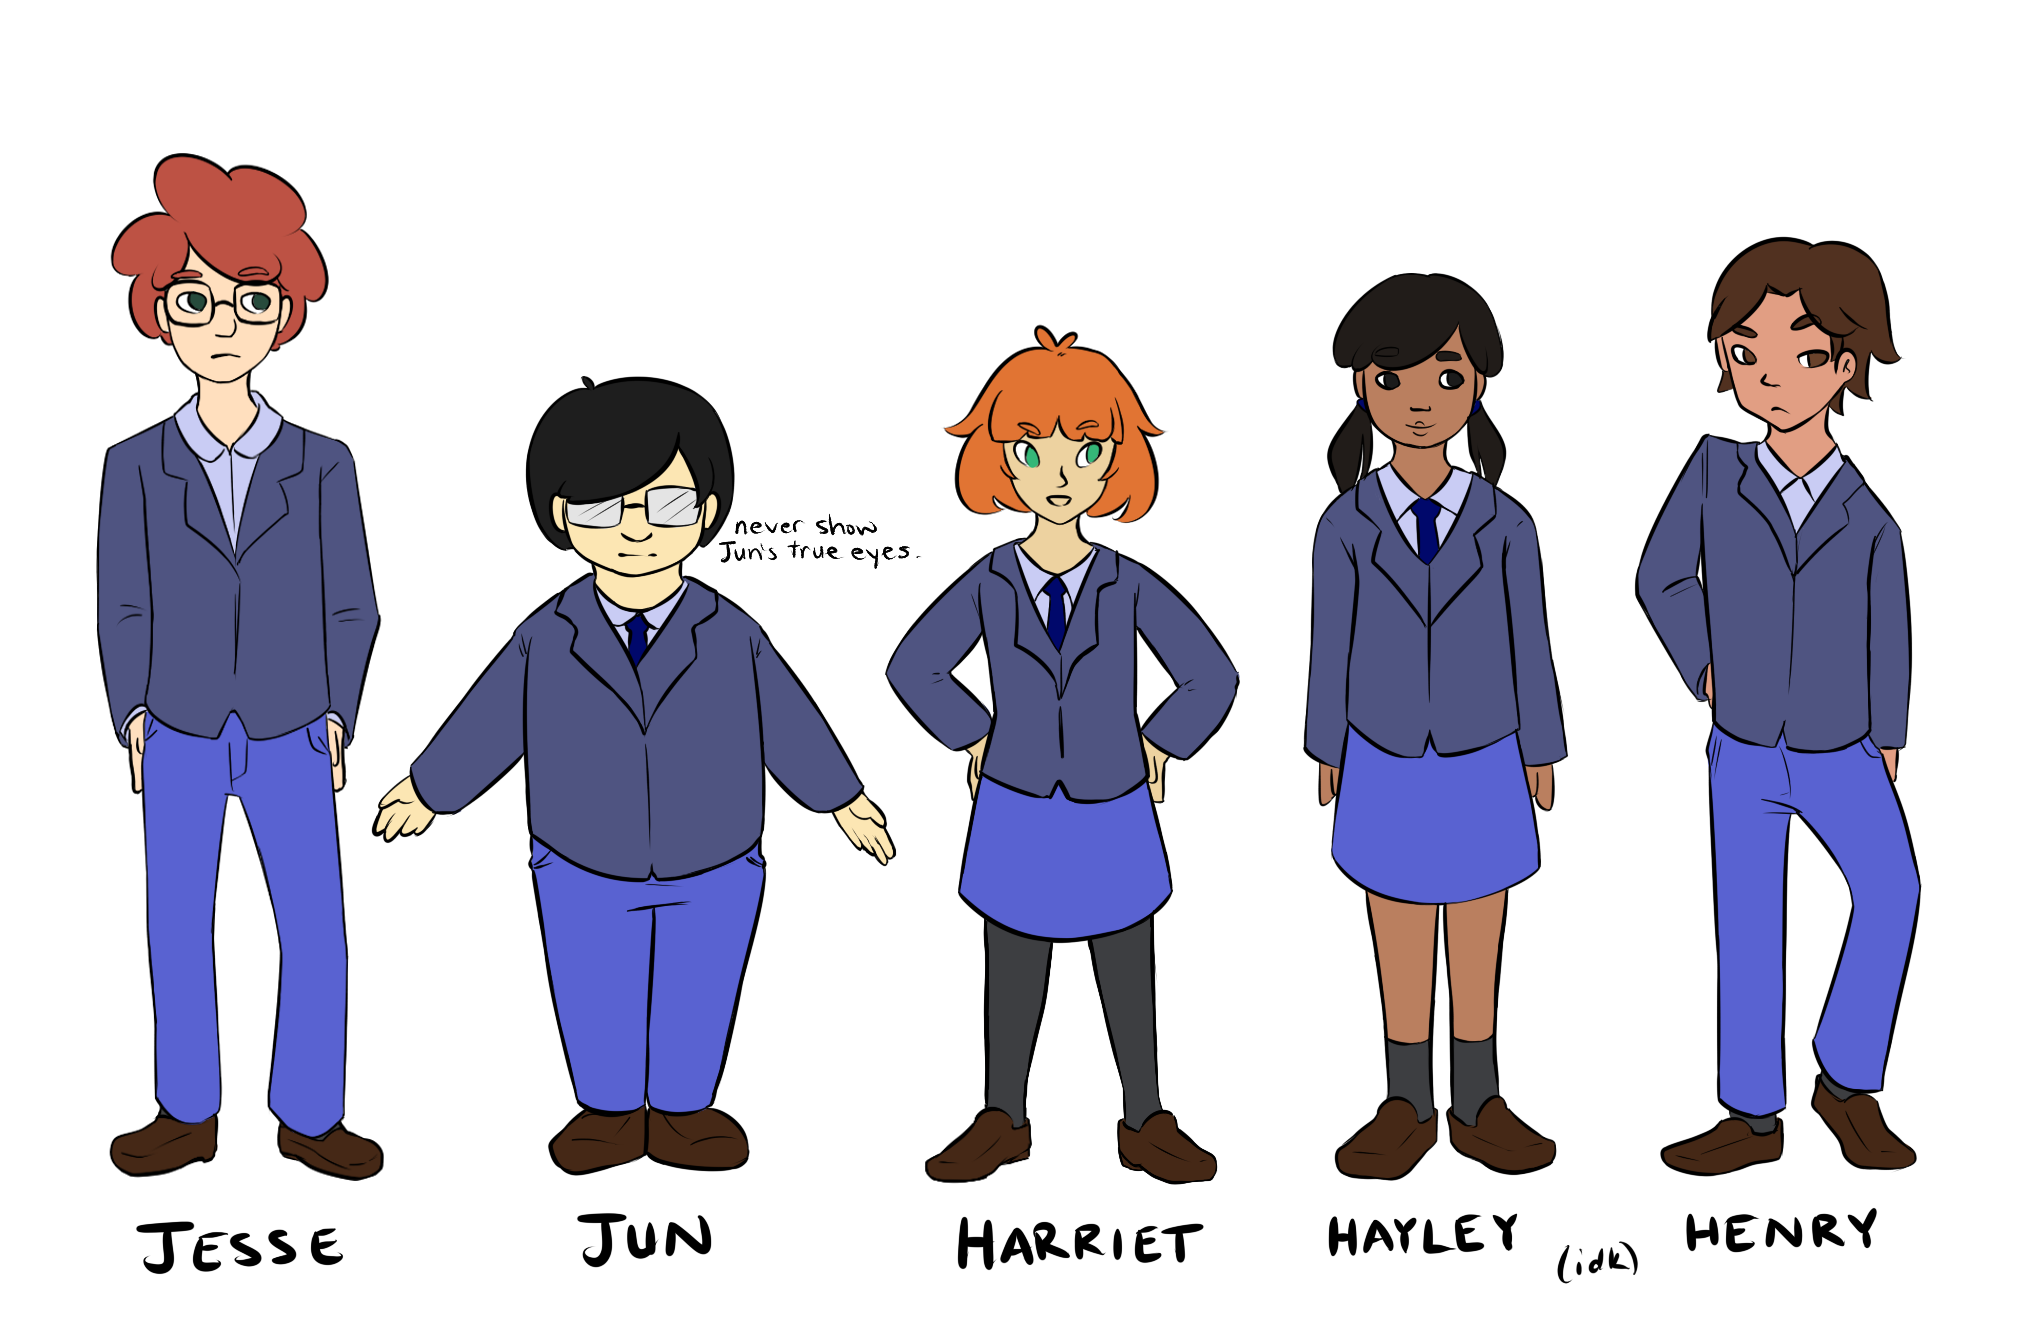 never show
Jun's true eyes.
JESSE
JUN
HARRIET
HAYLEY
(idk)
HENRY